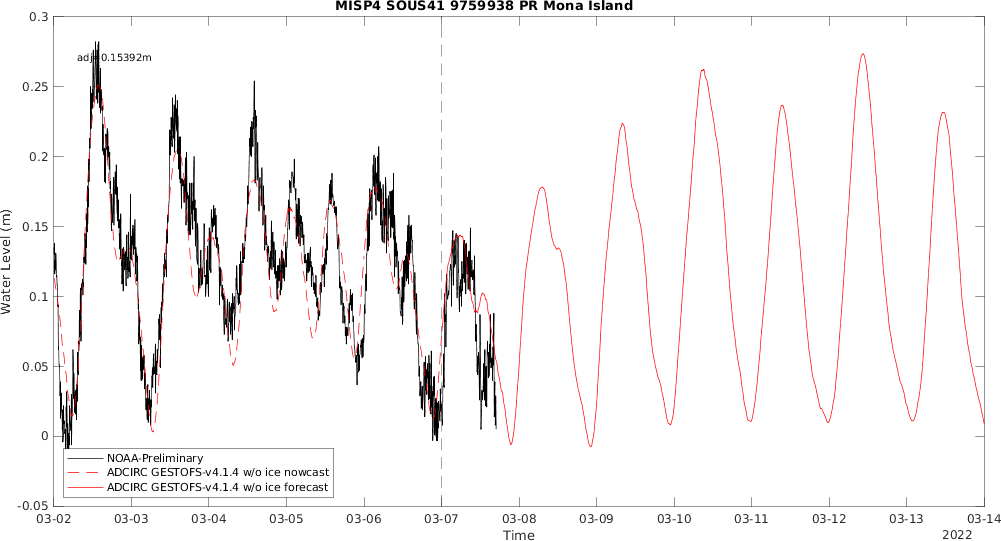 MISP4 SOUS41 9759938 PR Mona Island
adj= 0.15392m
0.3
0.25
0.2
0.15
0.1
0.05
0
-0.05
Water Level (m)
NOAA-Preliminary
ADCIRC GESTOFS-v4.1.4 w/o ice nowcast
ADCIRC GESTOFS-v4.1.4 w/o ice forecast
03-02 03-03 03-04 03-05 03-06 03-07 03-08 03-09 03-10 03-11 03-12 03-13 03-14
Time
2022